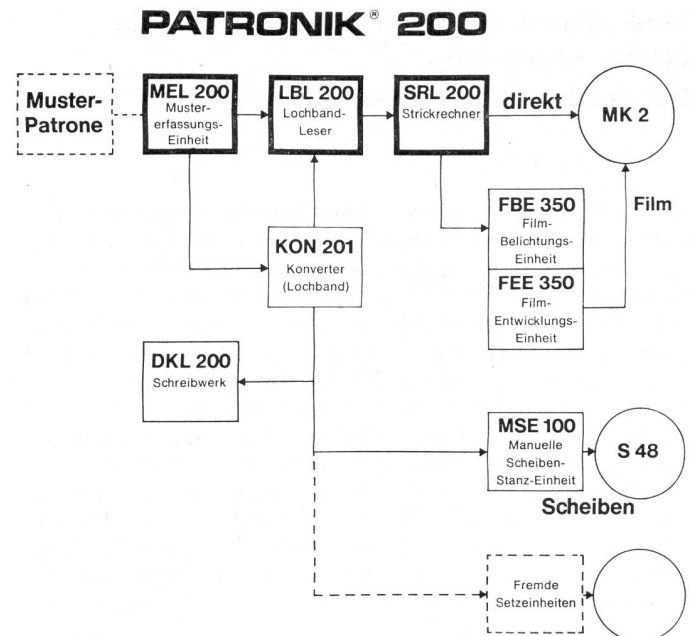 PATRONIK® 200
Muster-
Patrone
MEL 200
Muster-
erfassungs-
Einheit
LBL 200
Lochband-
Leser
SRL 200
Strickrechner
direkt
MK 2
Film
FBE 350
Film-
Belichtungs-
Einheit
KON 201
Konverter
(Lochband)
FEE 350
Film-
Entwicklungs-
Einheit
DKL 200
Schreibwerk
MSE 100
Manuelle
Scheiben-
Stanz-Einheit
S 48
Scheiben
Fremde
Setzeinheiten